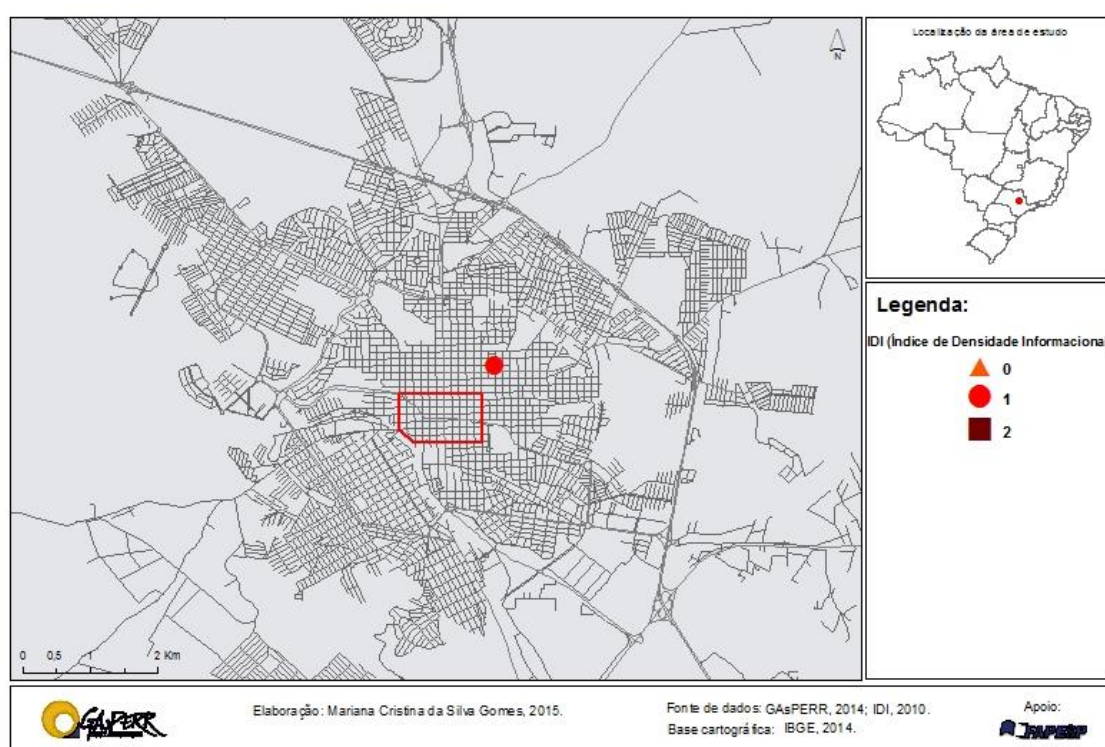 N
0 0,5 1 2 Km
Localização da área de estudo
Legenda:
IDI (Índice de Densidade Informaciona
0
1
2
GAsPERR
Elaboração: Mariana Cristina da Silva Gomes, 2015.
Fonte de dados: GAsPERR, 2014; IDI, 2010.
Base cartográfica: IBGE, 2014.
Apoio:
FAPESP